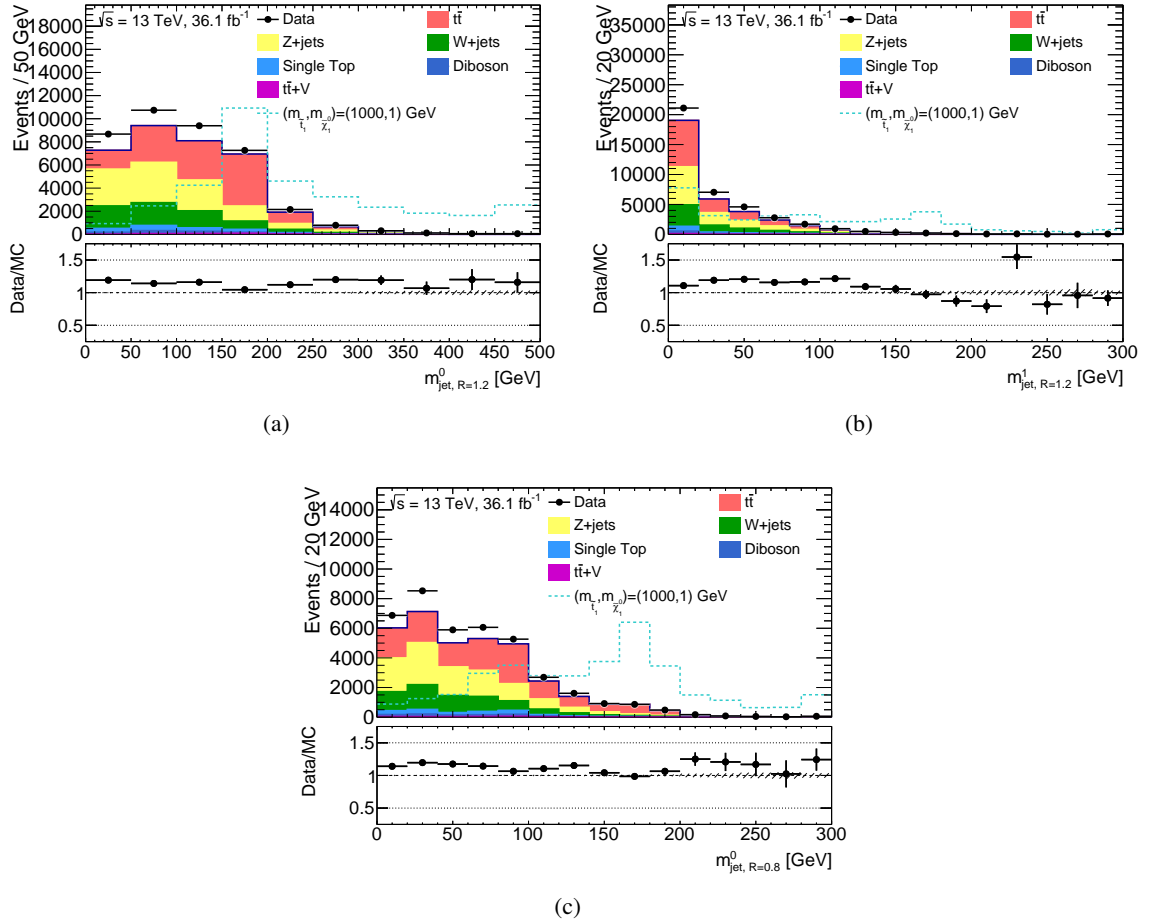 √s = 13 TeV, 36.1 fb⁻¹
Data
tt̄
Z+jets
W+jets
Single Top
Diboson
tt̄+V
(m_t̃₁, m_χ̃₁⁰)=(1000,1) GeV
Events / 50 GeV
18000
16000
14000
12000
10000
8000
6000
4000
2000
0
Data/MC
1.5
1
0.5
0 50 100 150 200 250 300 350 400 450 500
m⁰_jet, R=1.2 [GeV]
(a)
√s = 13 TeV, 36.1 fb⁻¹
Data
tt̄
Z+jets
W+jets
Single Top
Diboson
tt̄+V
(m_t̃₁, m_χ̃₁⁰)=(1000,1) GeV
Events / 20 GeV
35000
30000
25000
20000
15000
10000
5000
0
Data/MC
1.5
1
0.5
0 50 100 150 200 250 300
m¹_jet, R=1.2 [GeV]
(b)
√s = 13 TeV, 36.1 fb⁻¹
Data
tt̄
Z+jets
W+jets
Single Top
Diboson
tt̄+V
(m_t̃₁, m_χ̃₁⁰)=(1000,1) GeV
Events / 20 GeV
14000
12000
10000
8000
6000
4000
2000
0
Data/MC
1.5
1
0.5
0 50 100 150 200 250 300
m⁰_jet, R=0.8 [GeV]
(c)